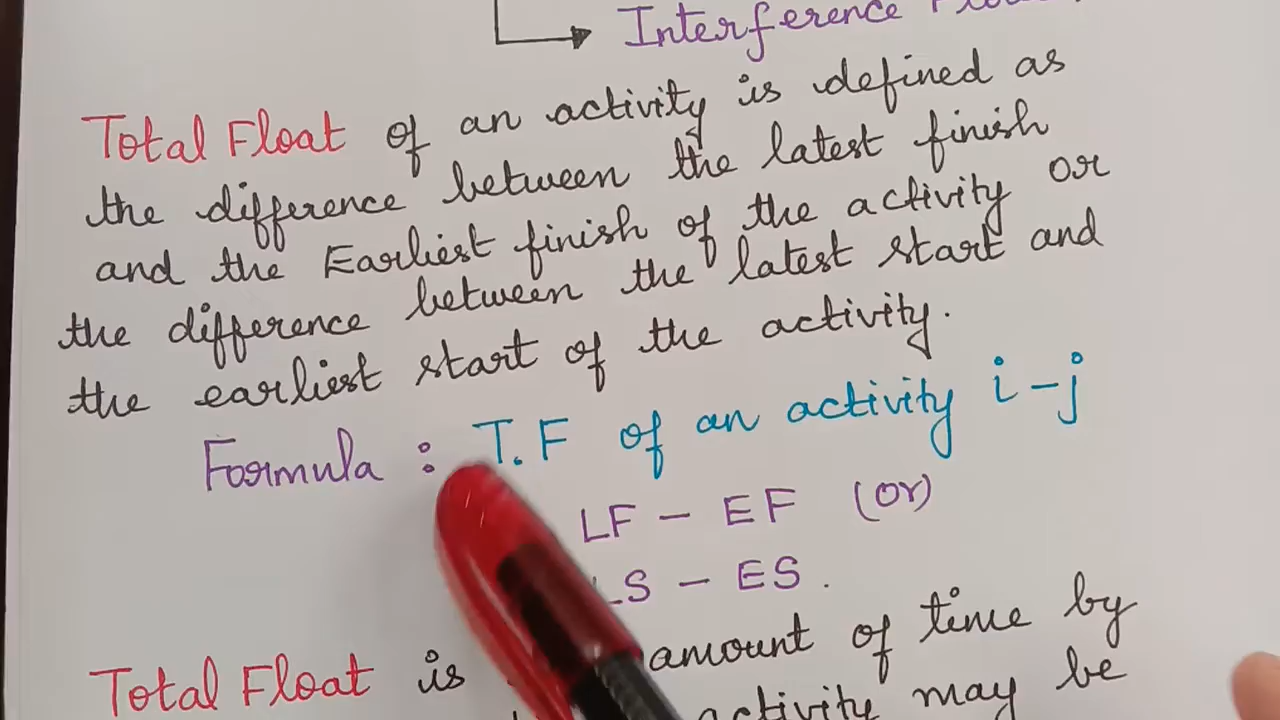 Interference
Total Float of an activity is defined as
the difference between the latest finish
and the Earliest finish of the activity or
the difference between the latest start and
the earliest start of the activity.
Formula : T.F of an activity i-j
LF - EF (or)
LS - ES.
Total Float is amount of time by
activity may be